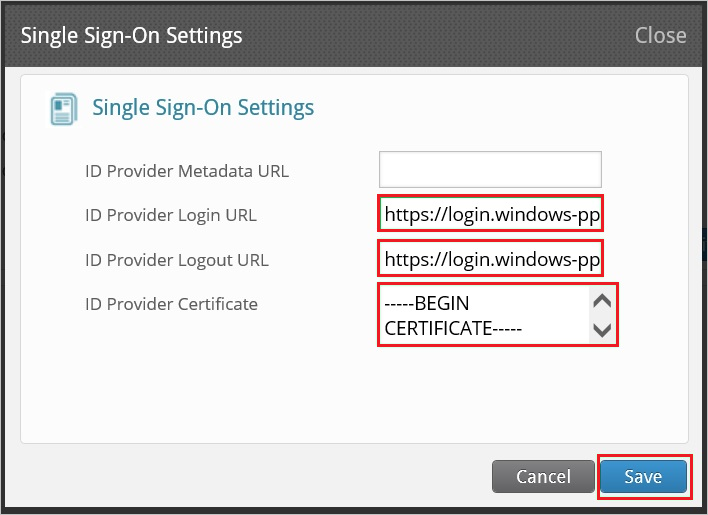 Single Sign-On Settings Close
Single Sign-On Settings
ID Provider Metadata URL
ID Provider Login URL https://login.windows-pp
ID Provider Logout URL https://login.windows-pp
ID Provider Certificate -----BEGIN
CERTIFICATE-----
Cancel Save